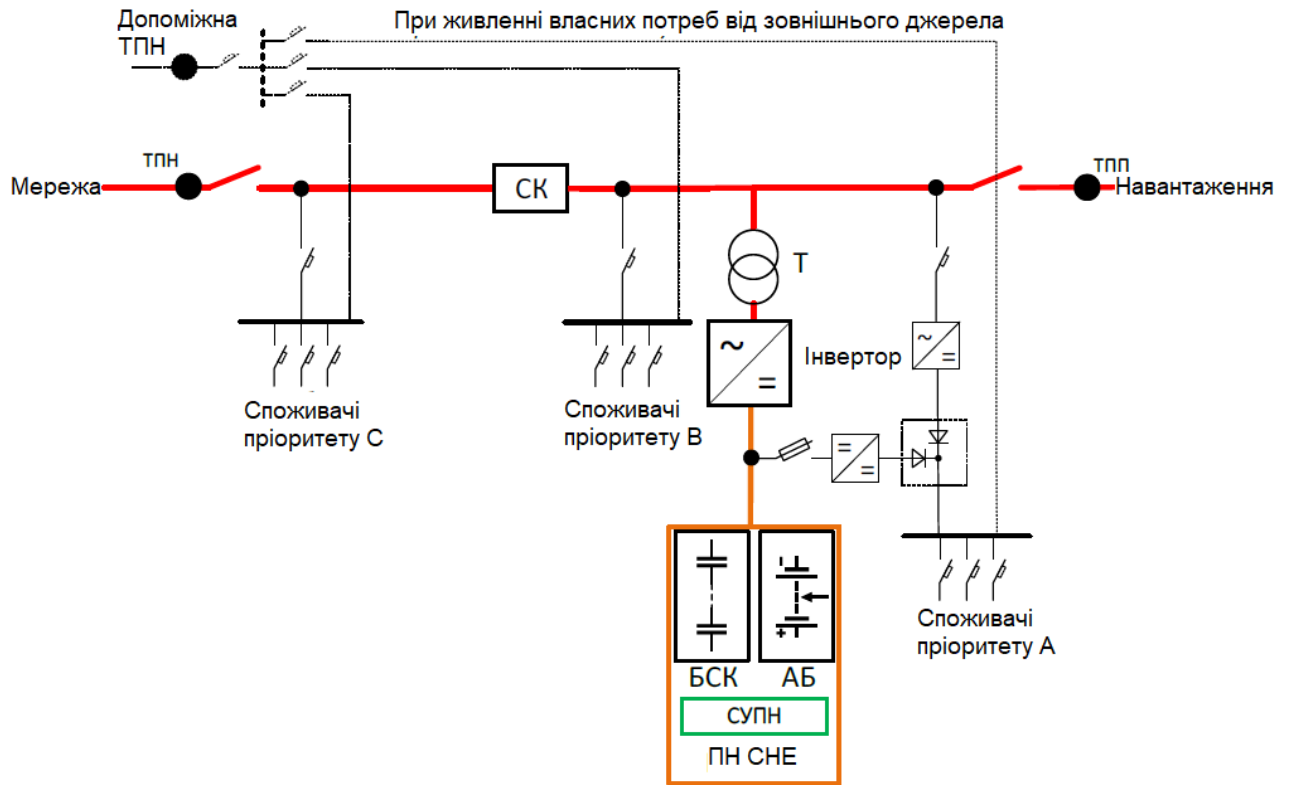 Допоміжна
ТПН
При живленні власних потреб від зовнішнього джерела
Мережа
ТПН
СК
ТПП
Навантаження
Т
~
=
Інвертор
~
=
Споживачі
пріоритету С
Споживачі
пріоритету В
=
=
Споживачі
пріоритету А
БСК
АБ
СУПН
ПН СНЕ